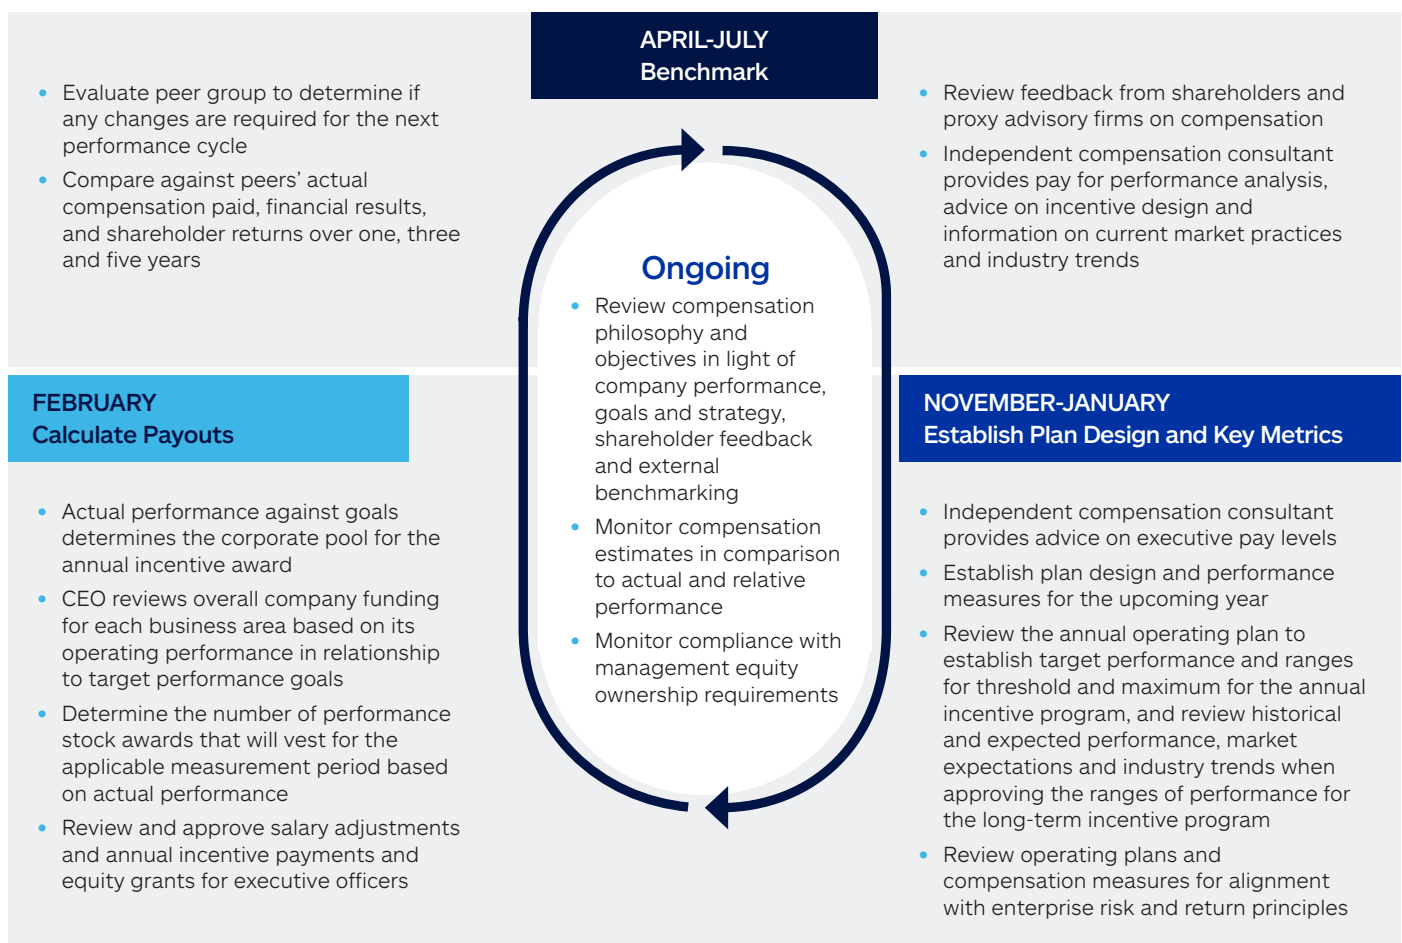 APRIL-JULY
Benchmark
• Evaluate peer group to determine if
any changes are required for the next
performance cycle
• Compare against peers’ actual
compensation paid, financial results,
and shareholder returns over one, three
and five years
• Review feedback from shareholders and
proxy advisory firms on compensation
• Independent compensation consultant
provides pay for performance analysis,
advice on incentive design and
information on current market practices
and industry trends
Ongoing
• Review compensation
philosophy and
objectives in light of
company performance,
goals and strategy,
shareholder feedback
and external
benchmarking
• Monitor compensation
estimates in comparison
to actual and relative
performance
• Monitor compliance with
management equity
ownership requirements
FEBRUARY
Calculate Payouts
• Actual performance against goals
determines the corporate pool for the
annual incentive award
• CEO reviews overall company funding
for each business area based on its
operating performance in relationship
to target performance goals
• Determine the number of performance
stock awards that will vest for the
applicable measurement period based
on actual performance
• Review and approve salary adjustments
and annual incentive payments and
equity grants for executive officers
NOVEMBER-JANUARY
Establish Plan Design and Key Metrics
• Independent compensation consultant
provides advice on executive pay levels
• Establish plan design and performance
measures for the upcoming year
• Review the annual operating plan to
establish target performance and ranges
for threshold and maximum for the annual
incentive program, and review historical
and expected performance, market
expectations and industry trends when
approving the ranges of performance for
the long-term incentive program
• Review operating plans and
compensation measures for alignment
with enterprise risk and return principles